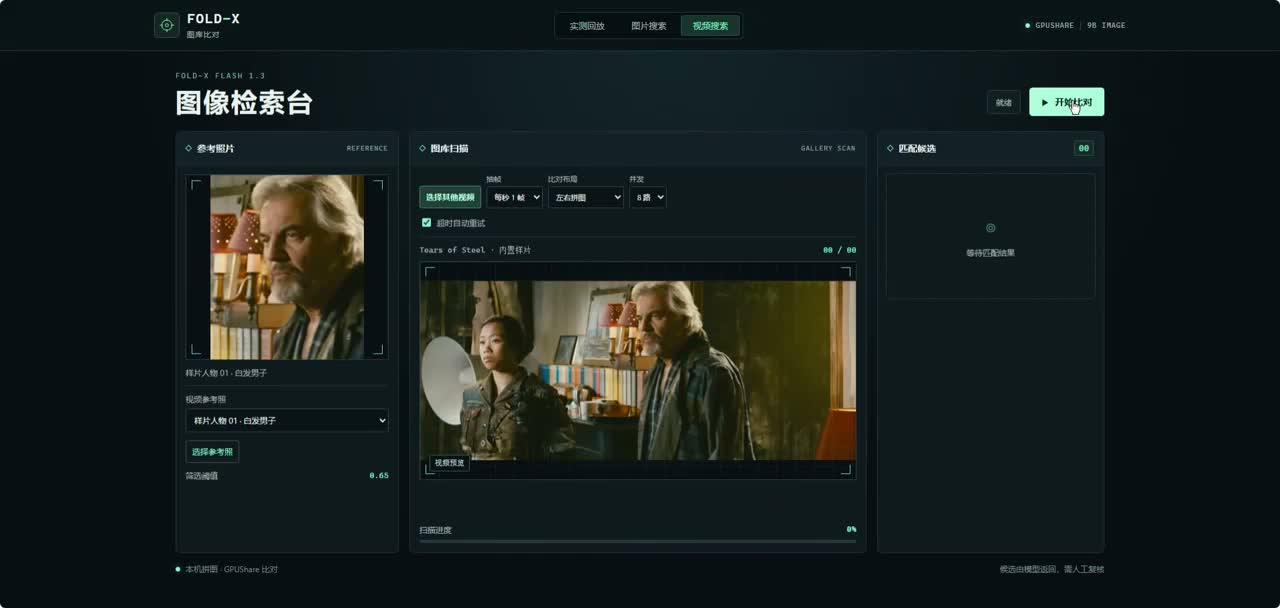 FOLD-X
图库比对
实测回放
图片搜索
视频搜索
GPUSHARE | 9B IMAGE
FOLD-X FLASH 1.3
图像检索台
就绪
开始比对
参考照片
REFERENCE
样片人物 01 · 白发男子
视频参考照
样片人物 01 · 白发男子
选择参考照
筛选阈值
0.65
图库扫描
GALLERY SCAN
抽帧
比对布局
并发
选择其他视频
每秒 1 帧
左右拼图
8 路
超时自动重试
Tears of Steel · 内置样片
00 / 00
视频预览
扫描进度
0%
匹配候选
00
等待匹配结果
本机拼图 · GPUShare 比对
候选由模型返回，需人工复核